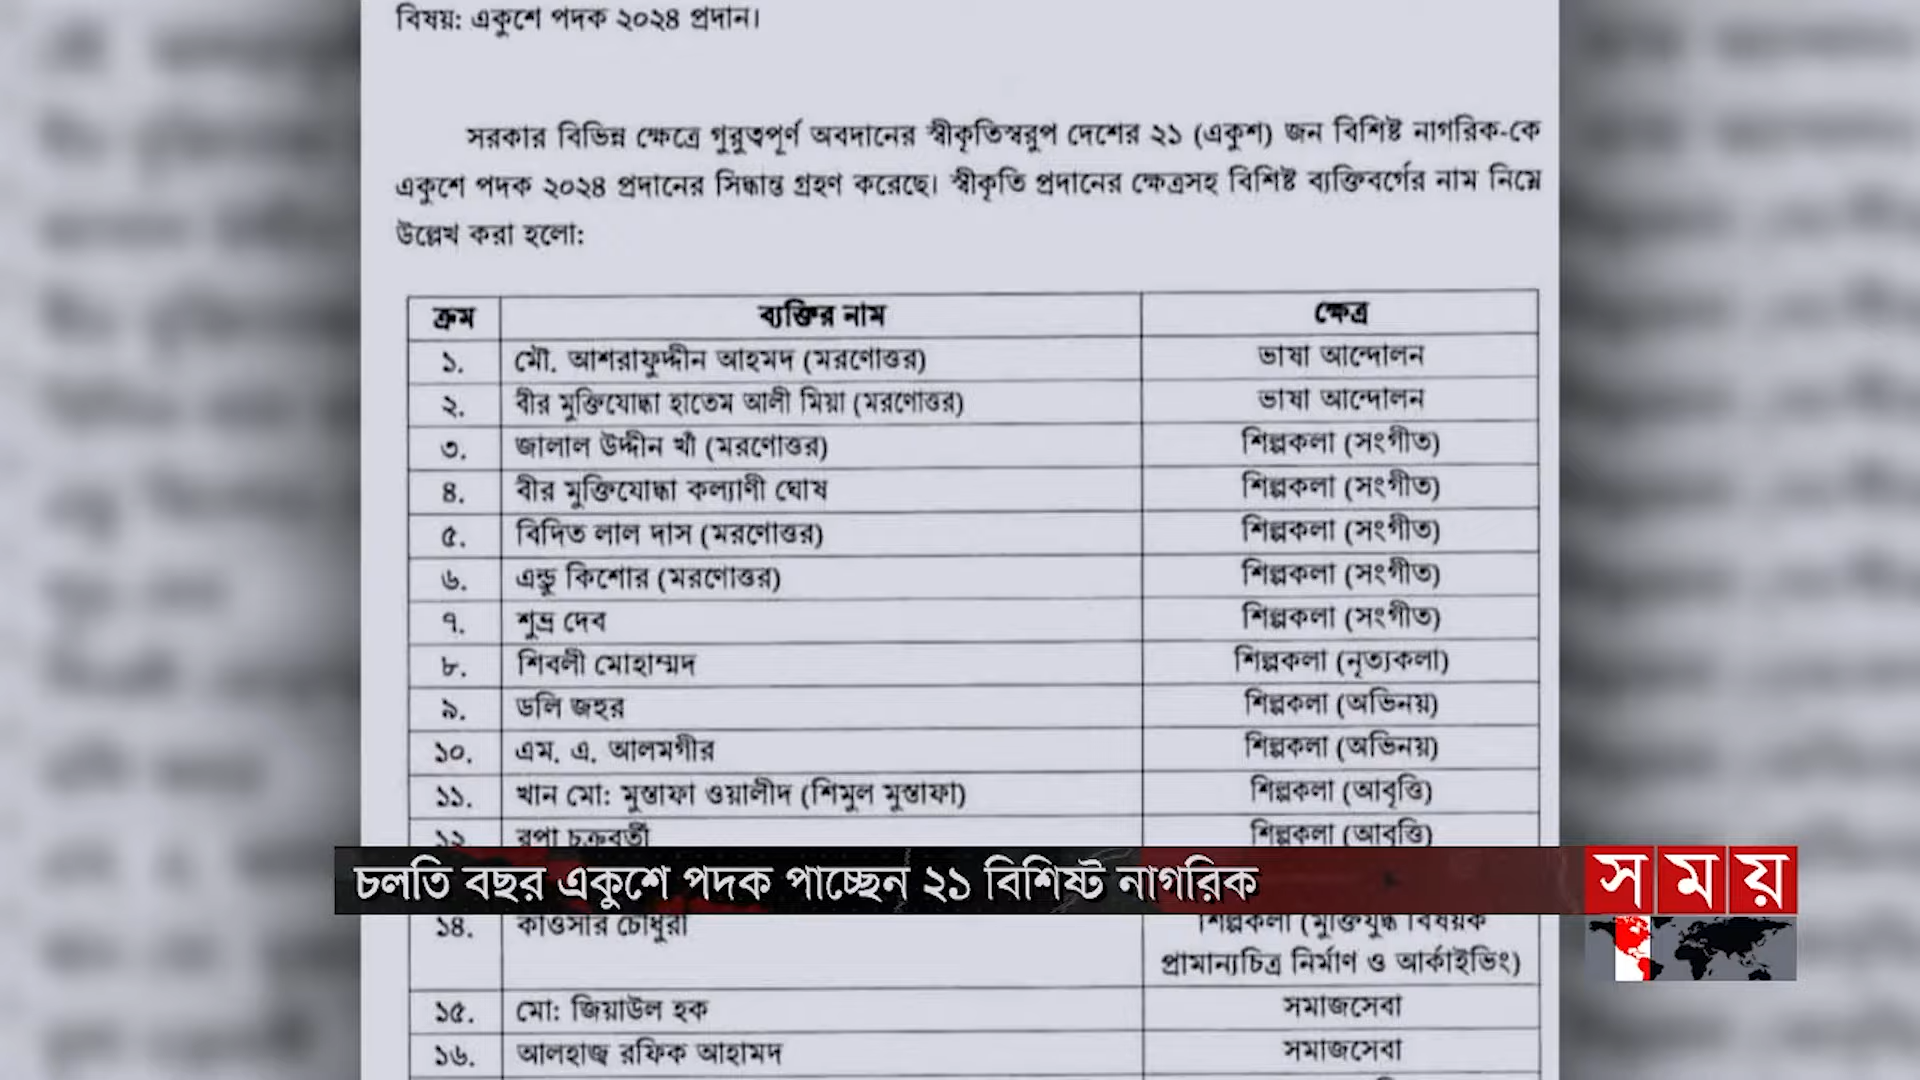 বিষয়: একুশে পদক ২০২৪ প্রদান।
সরকার বিভিন্ন ক্ষেত্রে গুরুত্বপূর্ণ অবদানের স্বীকৃতিস্বরুপ দেশের ২১ (একুশ) জন বিশিষ্ট নাগরিক-কে
একুশে পদক ২০২৪ প্রদানের সিদ্ধান্ত গ্রহণ করেছে। স্বীকৃতি প্রদানের ক্ষেত্রসহ বিশিষ্ট ব্যক্তিবর্গের নাম নিম্নে
উল্লেখ করা হলো:
ক্রম ব্যক্তির নাম ক্ষেত্র
১. মৌ. আশরাফুদ্দীন আহমদ (মরণোত্তর) ভাষা আন্দোলন
২. বীর মুক্তিযোদ্ধা হাতেম আলী মিয়া (মরণোত্তর) ভাষা আন্দোলন
৩. জালাল উদ্দীন খাঁ (মরণোত্তর) শিল্পকলা (সংগীত)
৪. বীর মুক্তিযোদ্ধা কল্যাণী ঘোষ শিল্পকলা (সংগীত)
৫. বিদিত লাল দাস (মরণোত্তর) শিল্পকলা (সংগীত)
৬. এন্ড্রু কিশোর (মরণোত্তর) শিল্পকলা (সংগীত)
৭. শুভ্র দেব শিল্পকলা (সংগীত)
৮. শিবলী মোহাম্মদ শিল্পকলা (নৃত্যকলা)
৯. ডলি জহুর শিল্পকলা (অভিনয়)
১০. এম. এ. আলমগীর শিল্পকলা (অভিনয়)
১১. খান মো: মুস্তাফা ওয়ালীদ (শিমুল মুস্তাফা) শিল্পকলা (আবৃত্তি)
১২ রূপা চক্রবর্তী শিল্পকলা (আবৃত্তি)
চলতি বছর একুশে পদক পাচ্ছেন ২১ বিশিষ্ট নাগরিক
সময়
১৪. কাওসার চৌধুরী শিল্পকলা (মুক্তিযুদ্ধ বিষয়ক
প্রামান্যচিত্র নির্মাণ ও আর্কাইভিং)
১৫. মো: জিয়াউল হক সমাজসেবা
১৬. আলহাজ্ব রফিক আহামদ সমাজসেবা